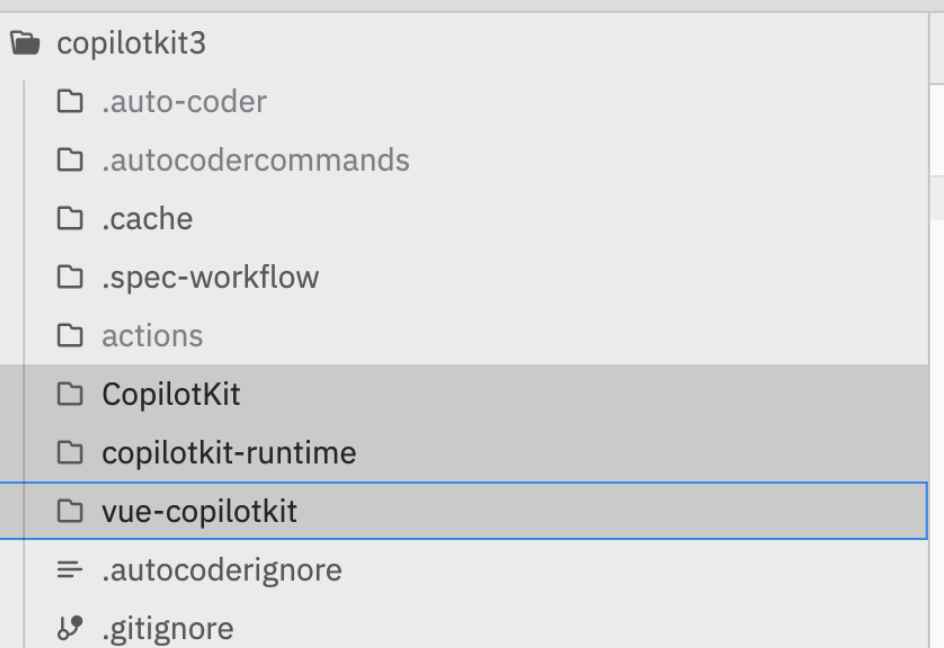 copilotkit3
.auto-coder
.autocodercommands
.cache
.spec-workflow
actions
CopilotKit
copilotkit-runtime
vue-copilotkit
.autocoderignore
.gitignore